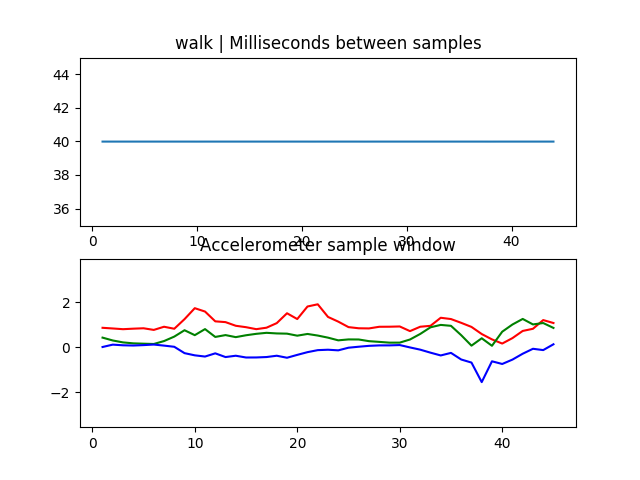 walk | Milliseconds between samples
44
42
40
38
36
0 10 20 30 40
Accelerometer sample window
2
0
−2
0 10 20 30 40